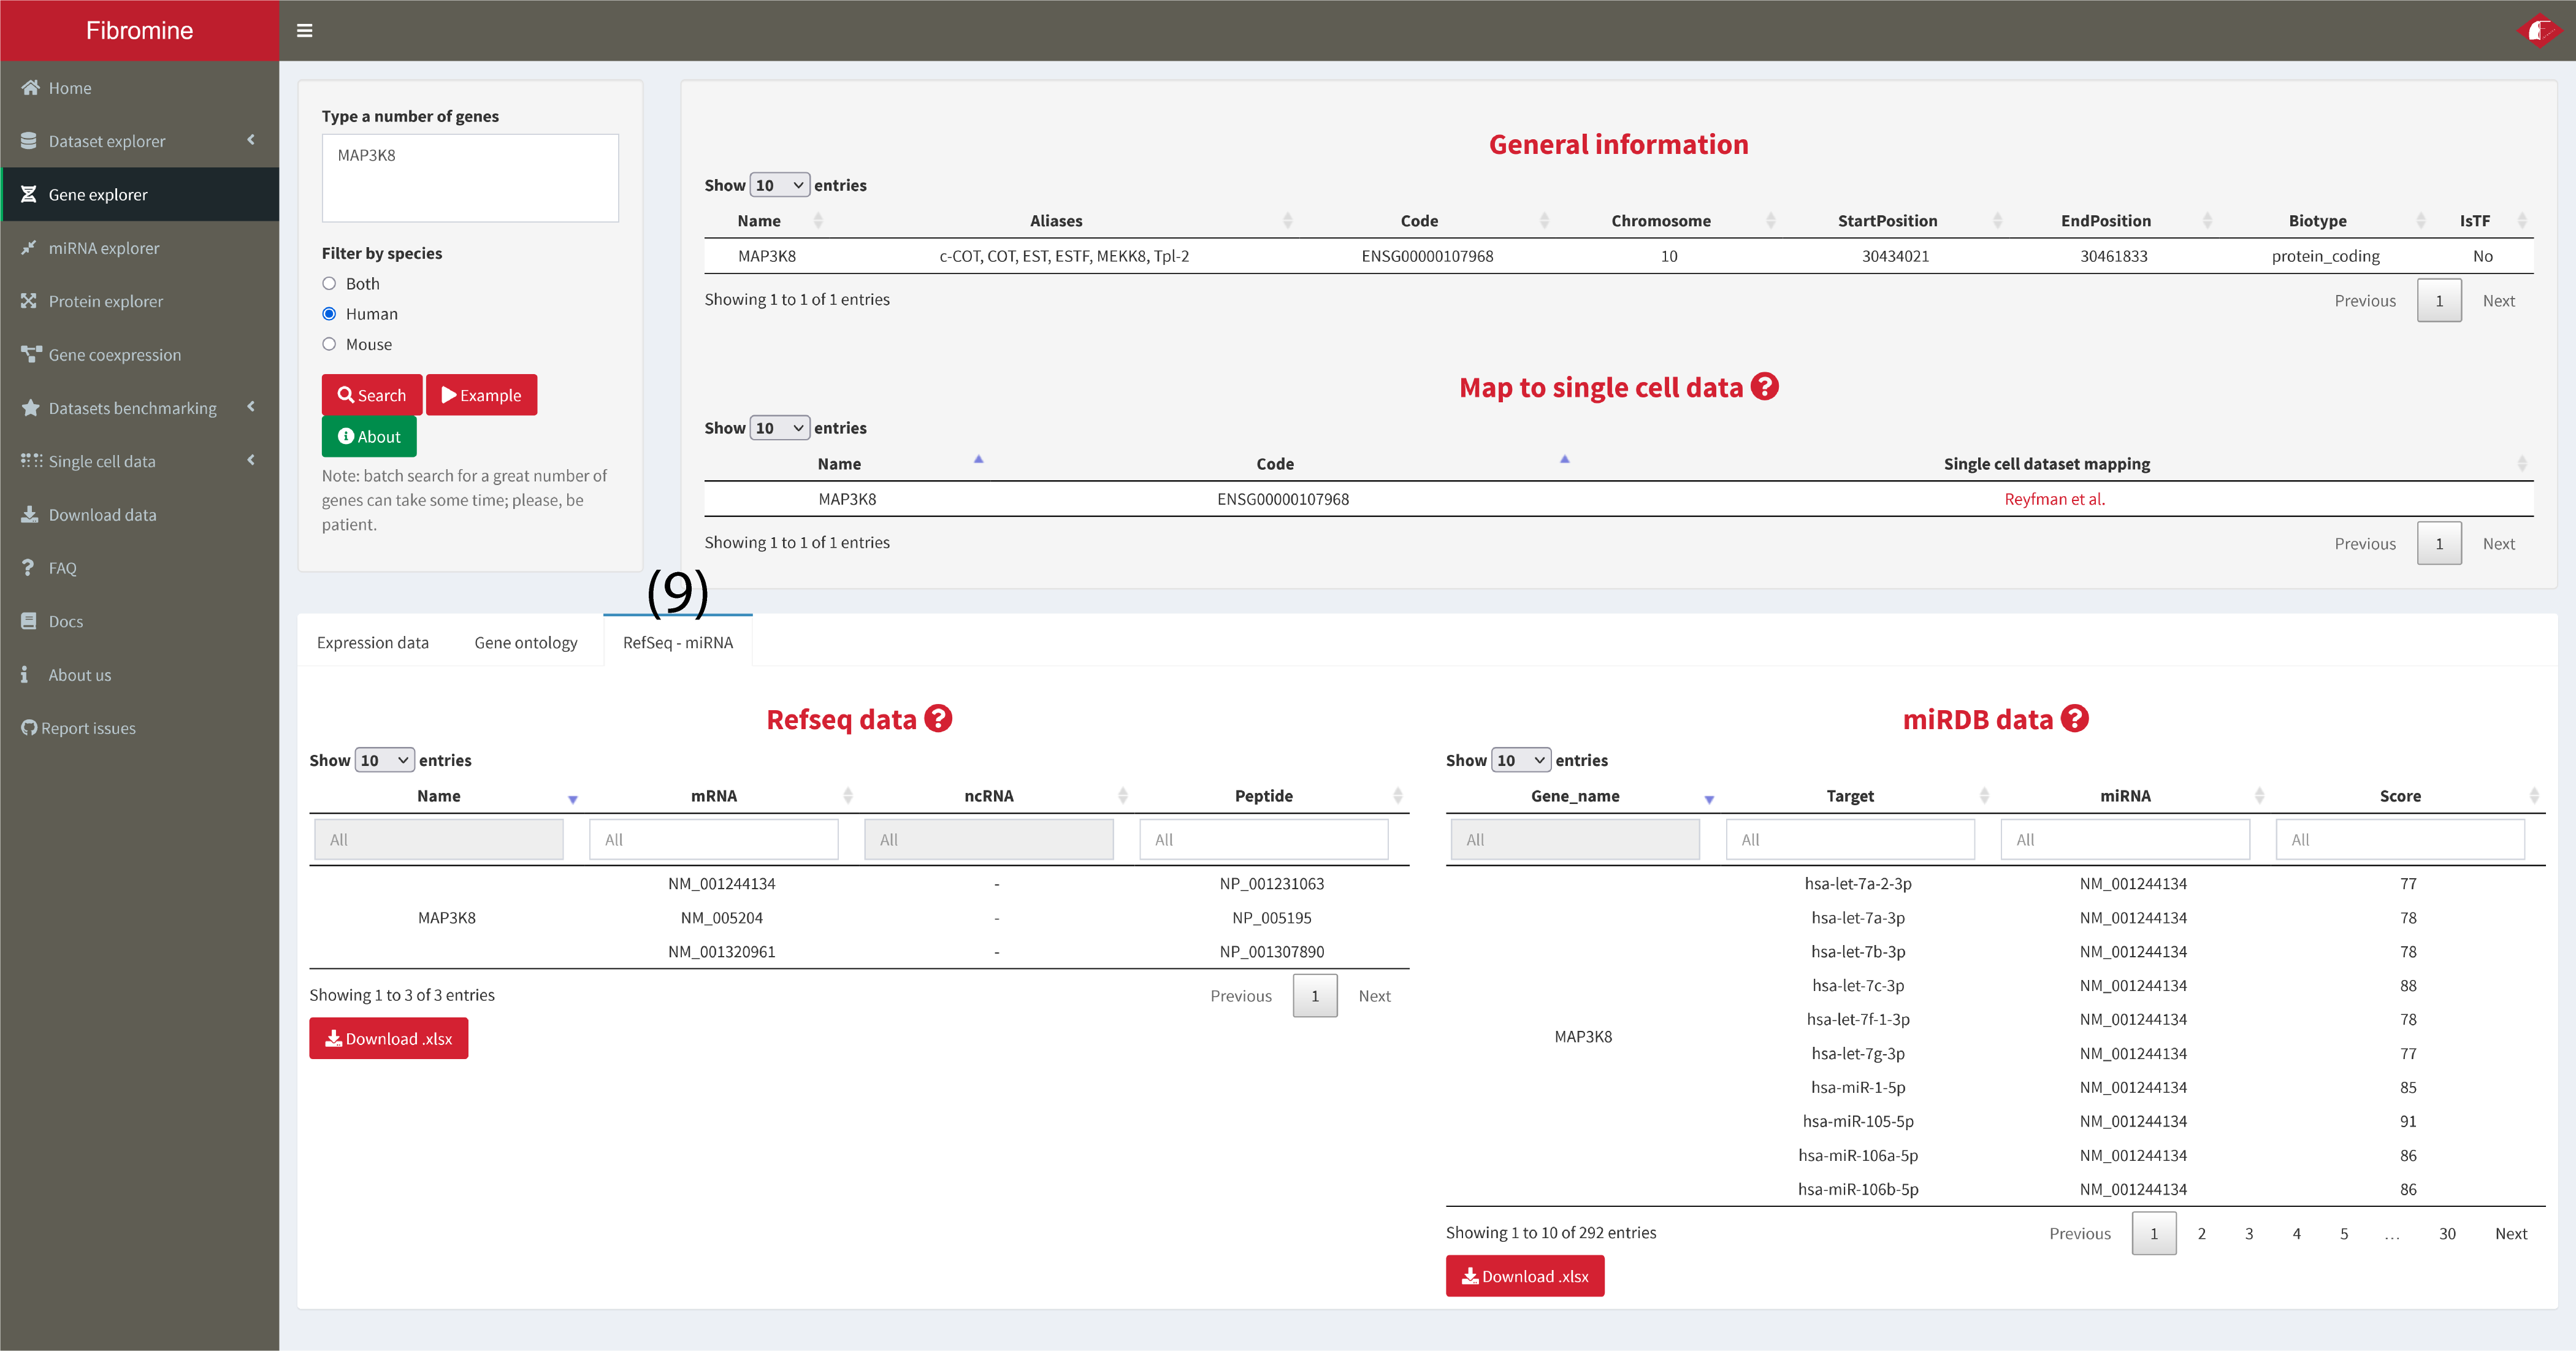 Fibromine
Home
Dataset explorer
Gene explorer
miRNA explorer
Protein explorer
Gene coexpression
Datasets benchmarking
Single cell data
Download data
FAQ
Docs
About us
Report issues
Type a number of genes
MAP3K8
Filter by species
Both
Human
Mouse
Search Example
About
Note: batch search for a great number of
genes can take some time; please, be
patient.
General information
Show 10 entries
Name Aliases Code Chromosome StartPosition EndPosition Biotype IsTF
MAP3K8 c-COT, COT, EST, ESTF, MEKK8, Tpl-2 ENSG00000107968 10 30434021 30461833 protein_coding No
Showing 1 to 1 of 1 entries Previous 1 Next
Map to single cell data ?
Show 10 entries
Name Code Single cell dataset mapping
MAP3K8 ENSG00000107968 Reyfman et al.
Showing 1 to 1 of 1 entries Previous 1 Next
(9)
Expression data Gene ontology RefSeq - miRNA
Refseq data ?
Show 10 entries
Name mRNA ncRNA Peptide
All All All All
NM_001244134 - NP_001231063
MAP3K8 NM_005204 - NP_005195
NM_001320961 - NP_001307890
Showing 1 to 3 of 3 entries Previous 1 Next
Download .xlsx
miRDB data ?
Show 10 entries
Gene_name Target miRNA Score
All All All All
hsa-let-7a-2-3p NM_001244134 77
hsa-let-7a-3p NM_001244134 78
hsa-let-7b-3p NM_001244134 78
hsa-let-7c-3p NM_001244134 88
hsa-let-7f-1-3p NM_001244134 78
MAP3K8
hsa-let-7g-3p NM_001244134 77
hsa-miR-1-5p NM_001244134 85
hsa-miR-105-5p NM_001244134 91
hsa-miR-106a-5p NM_001244134 86
hsa-miR-106b-5p NM_001244134 86
Showing 1 to 10 of 292 entries Previous 1 2 3 4 5 … 30 Next
Download .xlsx